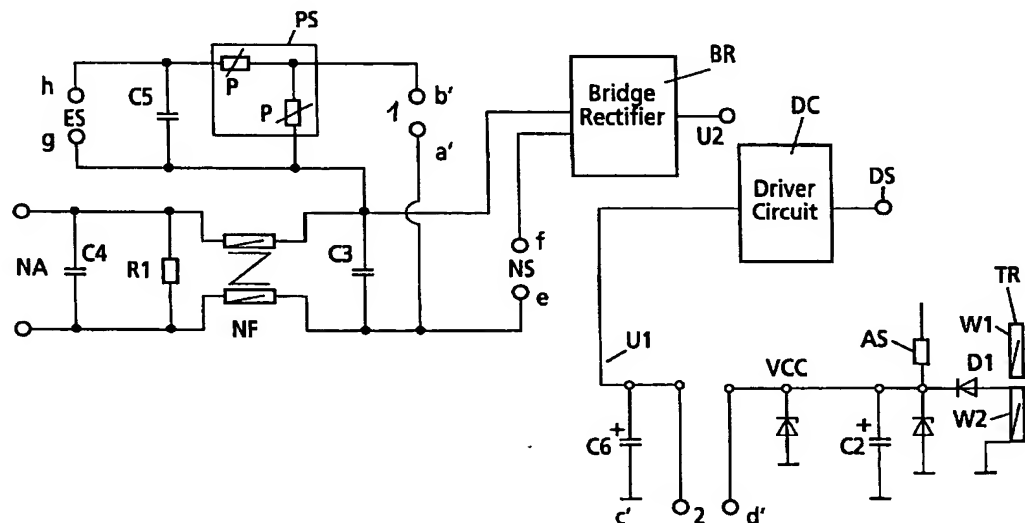 PS
h
ES
g
C5
P
P
b'
1
a'
Bridge
Rectifier
BR
U2
DC
Driver
Circuit
DS
NA
C4
R1
NF
C3
f
NS
e
U1
VCC
AS
D1
TR
W1
W2
+
C6
+
C2
c'
2
d'